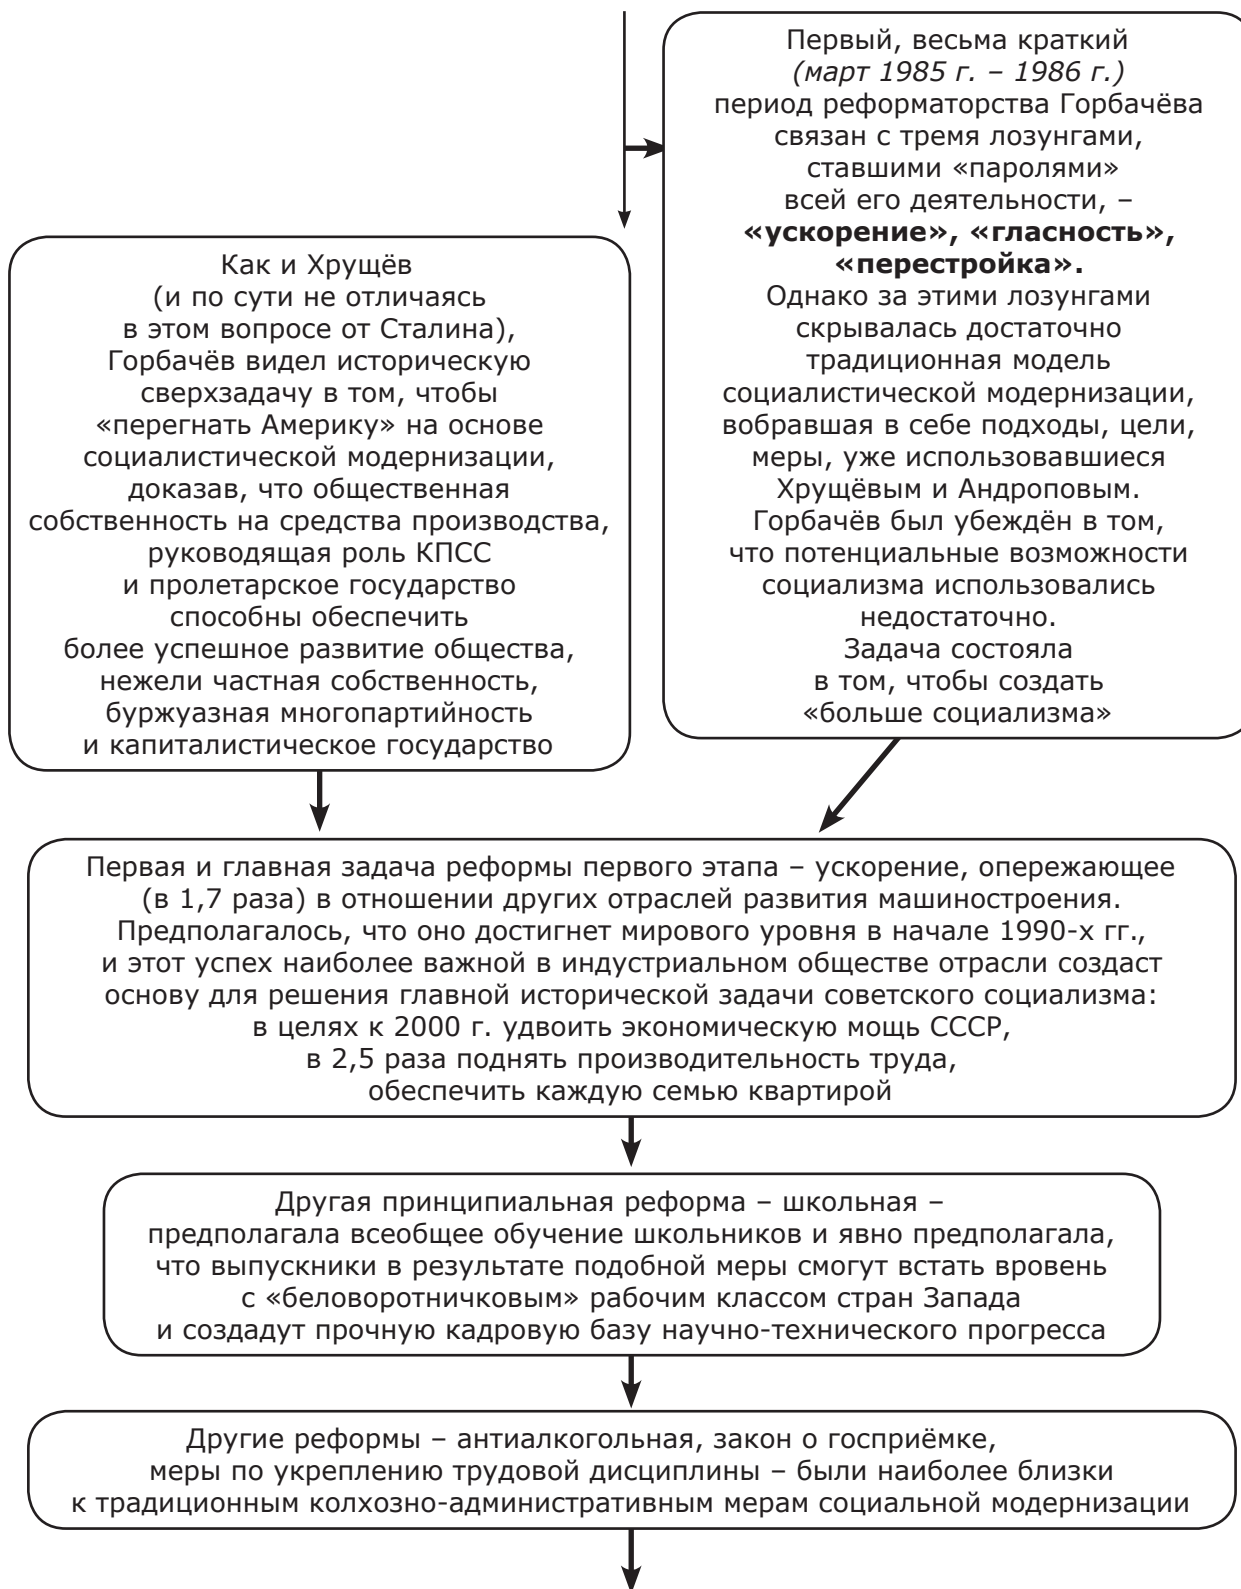 Первый, весьма краткий
(март 1985 г. – 1986 г.)
период реформаторства Горбачёва
связан с тремя лозунгами,
ставшими «паролями»
всей его деятельности, –
«ускорение», «гласность»,
«перестройка».
Однако за этими лозунгами
скрывалась достаточно
традиционная модель
социалистической модернизации,
вобравшая в себе подходы, цели,
меры, уже использовавшиеся
Хрущёвым и Андроповым.
Горбачёв был убеждён в том,
что потенциальные возможности
социализма использовались
недостаточно.
Задача состояла
в том, чтобы создать
«больше социализма»
Как и Хрущёв
(и по сути не отличаясь
в этом вопросе от Сталина),
Горбачёв видел историческую
сверхзадачу в том, чтобы
«перегнать Америку» на основе
социалистической модернизации,
доказав, что общественная
собственность на средства производства,
руководящая роль КПСС
и пролетарское государство
способны обеспечить
более успешное развитие общества,
нежели частная собственность,
буржуазная многопартийность
и капиталистическое государство
Первая и главная задача реформы первого этапа – ускорение, опережающее
(в 1,7 раза) в отношении других отраслей развития машиностроения.
Предполагалось, что оно достигнет мирового уровня в начале 1990-х гг.,
и этот успех наиболее важной в индустриальном обществе отрасли создаст
основу для решения главной исторической задачи советского социализма:
в целях к 2000 г. удвоить экономическую мощь СССР,
в 2,5 раза поднять производительность труда,
обеспечить каждую семью квартирой
Другая принципиальная реформа – школьная –
предполагала всеобщее обучение школьников и явно предполагала,
что выпускники в результате подобной меры смогут встать вровень
с «беловоротничковым» рабочим классом стран Запада
и создадут прочную кадровую базу научно-технического прогресса
Другие реформы – антиалкогольная, закон о госприёмке,
меры по укреплению трудовой дисциплины – были наиболее близки
к традиционным колхозно-административным мерам социальной модернизации